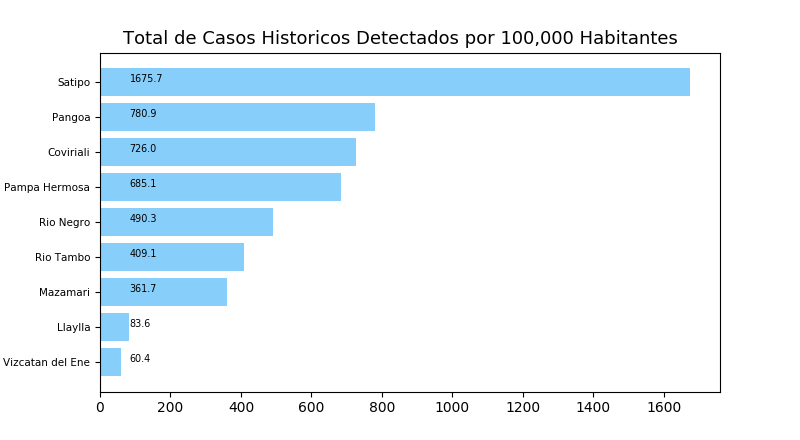 Total de Casos Historicos Detectados por 100,000 Habitantes
Satipo 1675.7
Pangoa 780.9
Coviriali 726.0
Pampa Hermosa 685.1
Rio Negro 490.3
Rio Tambo 409.1
Mazamari 361.7
Llaylla 83.6
Vizcatan del Ene 60.4
0 200 400 600 800 1000 1200 1400 1600